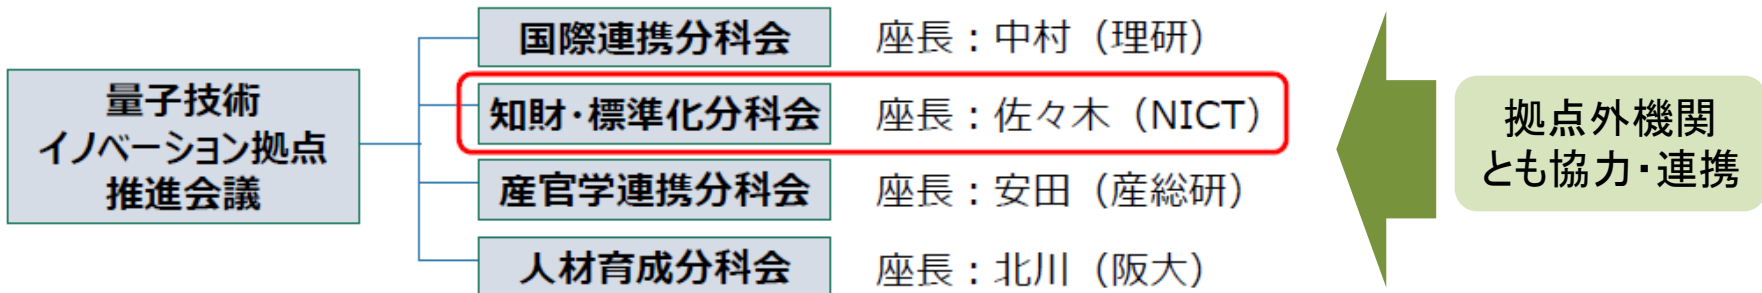 量子技術
イノベーション拠点
推進会議
国際連携分科会 座長：中村（理研）
知財・標準化分科会 座長：佐々木（NICT）
産官学連携分科会 座長：安田（産総研）
人材育成分科会 座長：北川（阪大）
拠点外機関
とも協力・連携